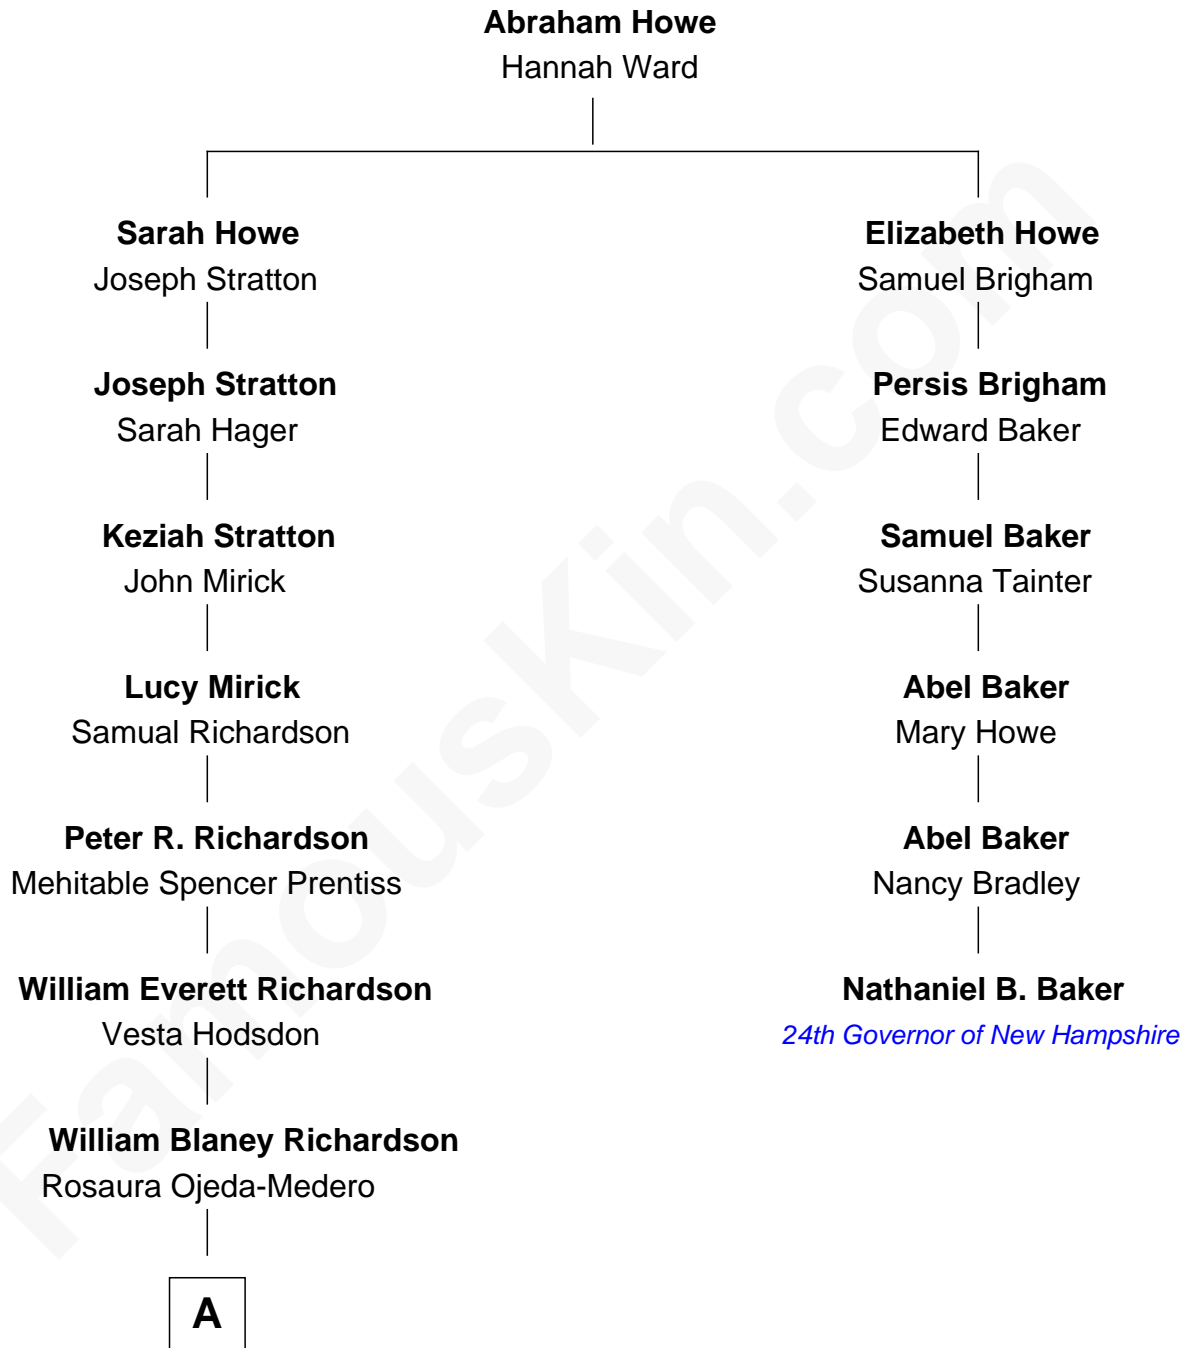 Abraham Howe
Hannah Ward
Sarah Howe
Joseph Stratton
Elizabeth Howe
Samuel Brigham
Joseph Stratton
Sarah Hager
Persis Brigham
Edward Baker
Keziah Stratton
John Mirick
Samuel Baker
Susanna Tainter
Lucy Mirick
Samual Richardson
Abel Baker
Mary Howe
Peter R. Richardson
Mehitable Spencer Prentiss
Abel Baker
Nancy Bradley
William Everett Richardson
Vesta Hodsdon
Nathaniel B. Baker
24th Governor of New Hampshire
William Blaney Richardson
Rosaura Ojeda-Medero
A
FamousKin.com